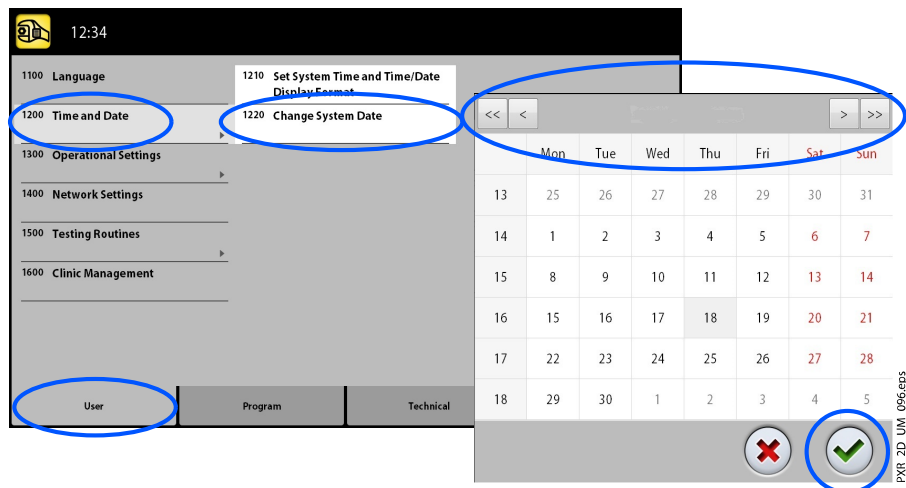 12:34
1100 Language
1200 Time and Date
1300 Operational Settings
1400 Network Settings
1500 Testing Routines
1600 Clinic Management
1210 Set System Time and Time/Date
Display Format
1220 Change System Date
User Program Technical
<< < > >>
Mon Tue Wed Thu Fri Sat Sun
13 25 26 27 28 29 30 31
14 1 2 3 4 5 6 7
15 8 9 10 11 12 13 14
16 15 16 17 18 19 20 21
17 22 23 24 25 26 27 28
18 29 30 1 2 3 4 5
PXR_2D_UM_096.eps